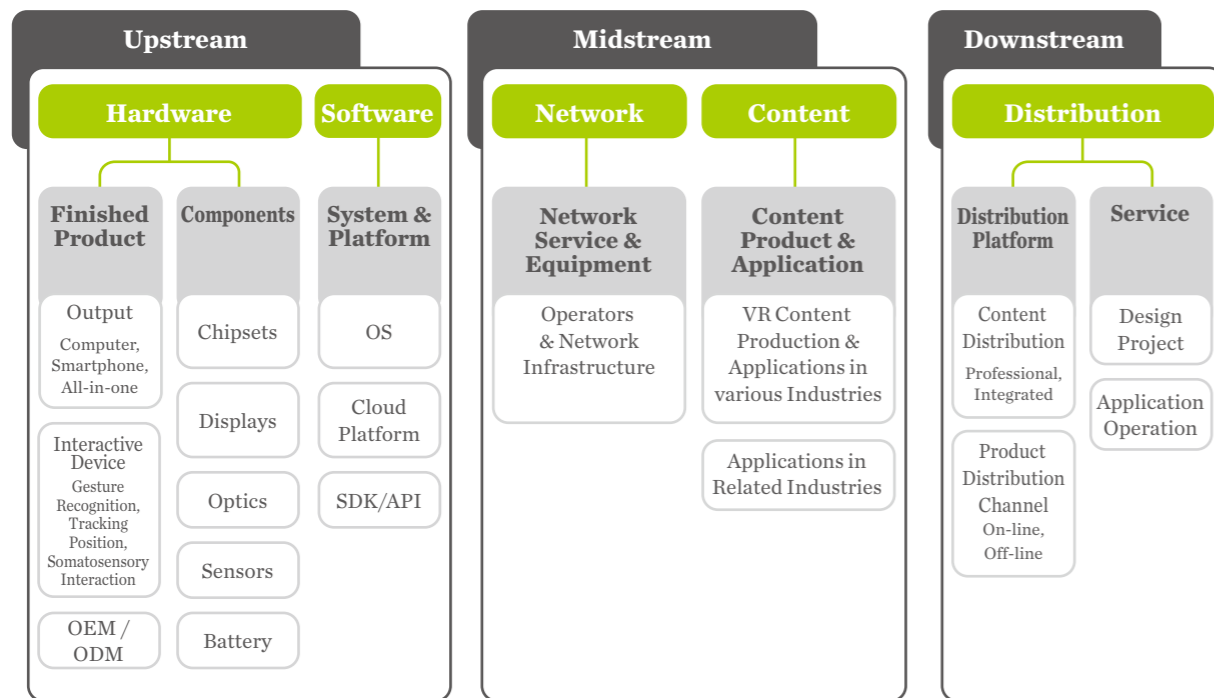 Upstream
Hardware
Software
Finished
Product
Components
System &
Platform
Output
Computer,
Smartphone,
All-in-one
Interactive
Device
Gesture
Recognition,
Tracking
Position,
Somatosensory
Interaction
OEM /
ODM
Chipsets
Displays
Optics
Sensors
Battery
OS
Cloud
Platform
SDK/API
Midstream
Network
Content
Network
Service &
Equipment
Content
Product &
Application
Operators
& Network
Infrastructure
VR Content
Production &
Applications in
various Industries
Applications in
Related Industries
Downstream
Distribution
Distribution
Platform
Service
Content
Distribution
Professional,
Integrated
Product
Distribution
Channel
On-line,
Off-line
Design
Project
Application
Operation